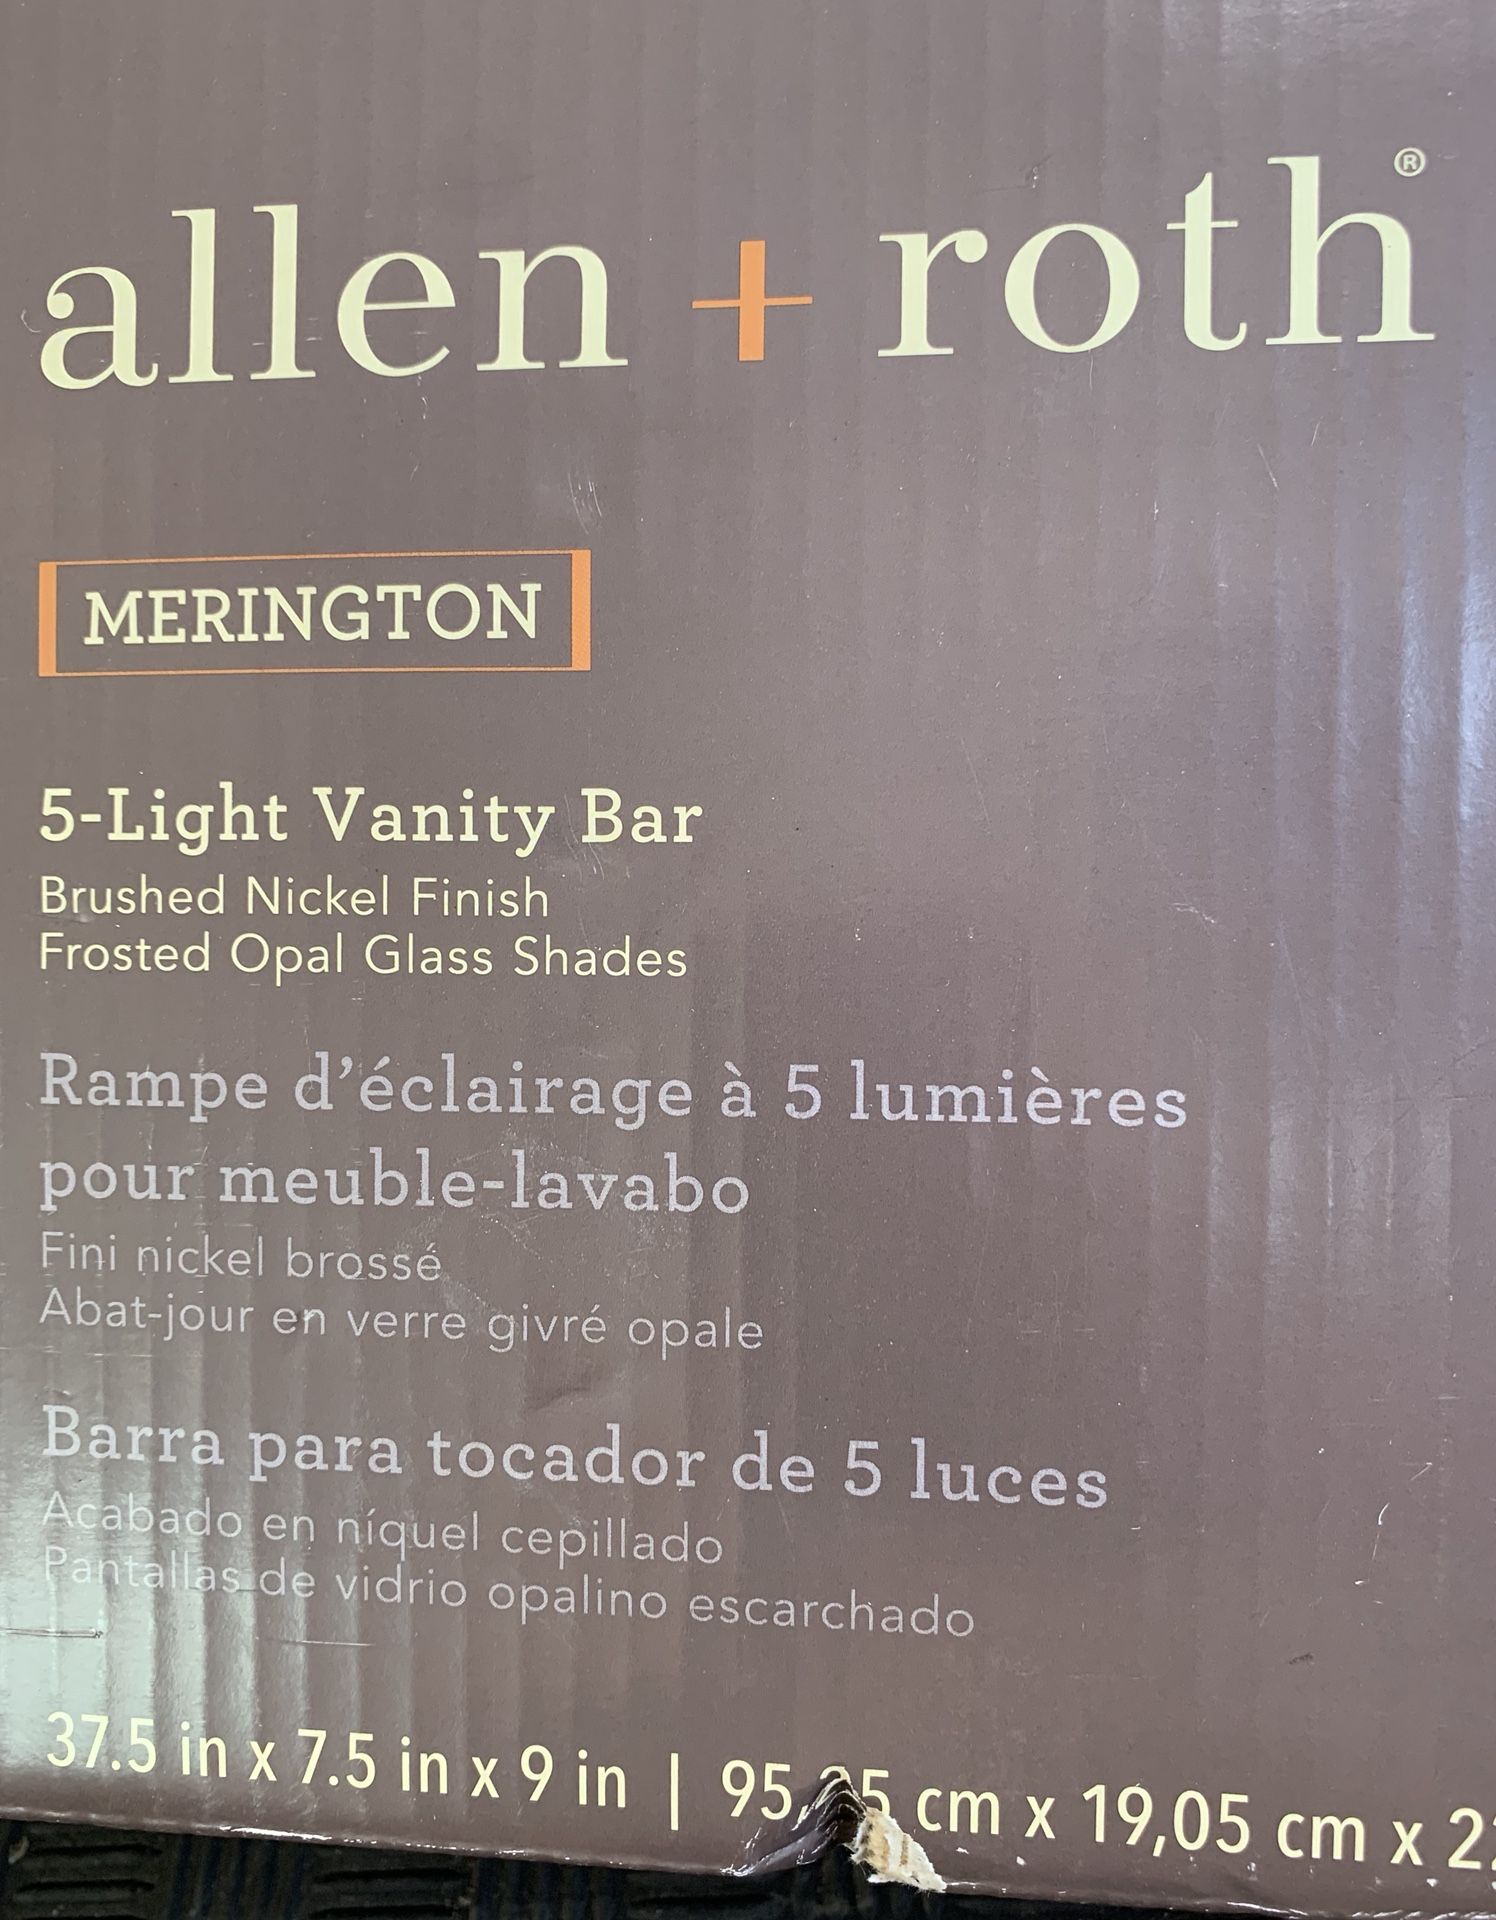 allen + roth®
MERINGTON
5-Light Vanity Bar
Brushed Nickel Finish
Frosted Opal Glass Shades
Rampe d'éclairage à 5 lumières
pour meuble-lavabo
Fini nickel brossé
Abat-jour en verre givré opale
Barra para tocador de 5 luces
Acabado en níquel cepillado
Pantallas de vidrio opalino escarchado
37.5 in x 7.5 in x 9 in | cm x 19,05 cm x